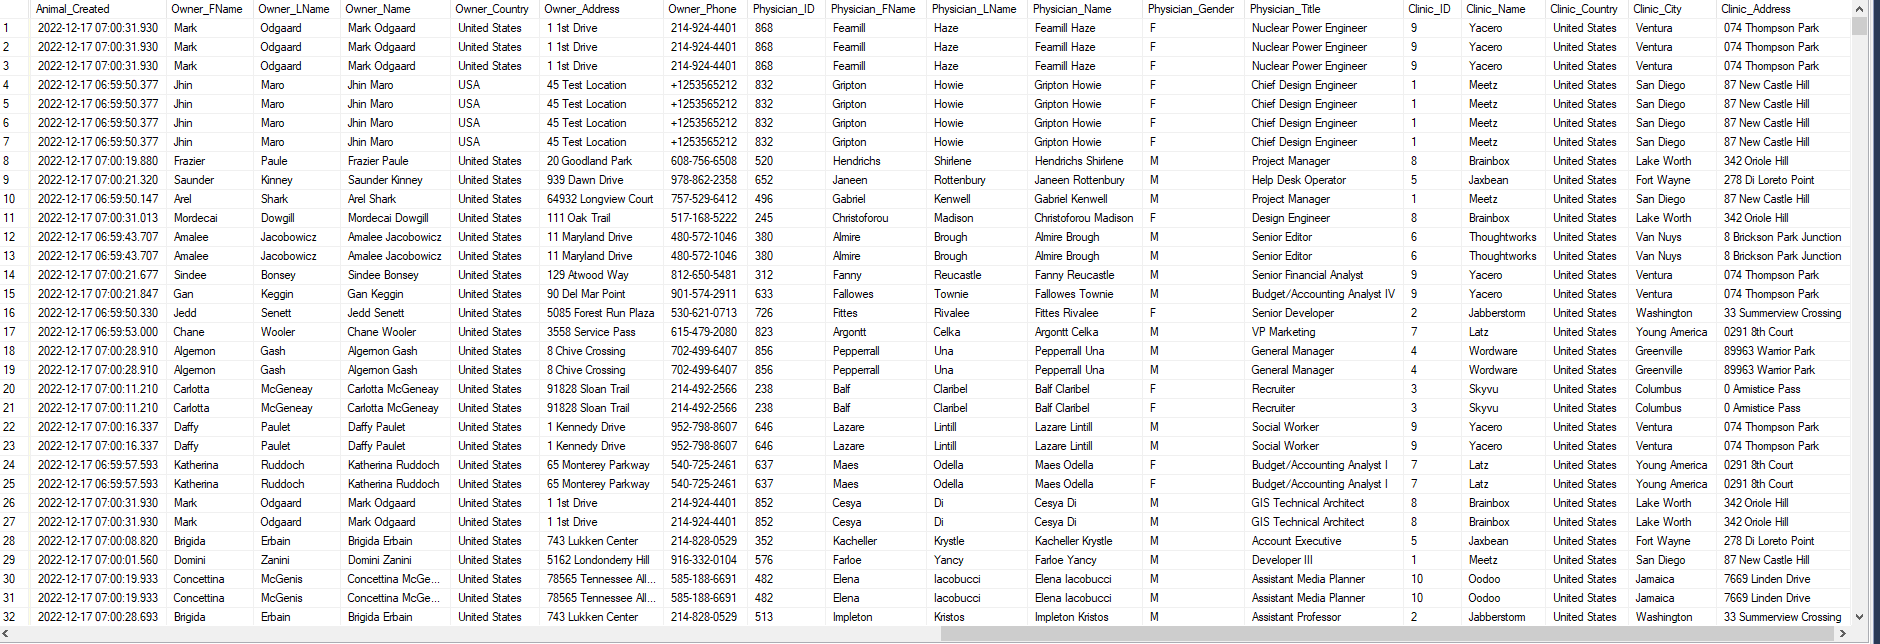 Animal_Created Owner_FName Owner_LName Owner_Name Owner_Country Owner_Address Owner_Phone Physician_ID Physician_FName Physician_LName Physician_Name Physician_Gender Physician_Title Clinic_ID Clinic_Name Clinic_Country Clinic_City Clinic_Address
1 2022-12-17 07:00:31.930 Mark Odgaard Mark Odgaard United States 1 1st Drive 214-924-4401 868 Fearnill Haze Fearnill Haze F Nuclear Power Engineer 9 Yacero United States Ventura 074 Thompson Park
2 2022-12-17 07:00:31.930 Mark Odgaard Mark Odgaard United States 1 1st Drive 214-924-4401 868 Fearnill Haze Fearnill Haze F Nuclear Power Engineer 9 Yacero United States Ventura 074 Thompson Park
3 2022-12-17 07:00:31.930 Mark Odgaard Mark Odgaard United States 1 1st Drive 214-924-4401 868 Fearnill Haze Fearnill Haze F Nuclear Power Engineer 9 Yacero United States Ventura 074 Thompson Park
4 2022-12-17 06:59:50.377 Jhin Maro Jhin Maro USA 45 Test Location +1253565212 832 Gripton Howie Gripton Howie F Chief Design Engineer 1 Meetz United States San Diego 87 New Castle Hill
5 2022-12-17 06:59:50.377 Jhin Maro Jhin Maro USA 45 Test Location +1253565212 832 Gripton Howie Gripton Howie F Chief Design Engineer 1 Meetz United States San Diego 87 New Castle Hill
6 2022-12-17 06:59:50.377 Jhin Maro Jhin Maro USA 45 Test Location +1253565212 832 Gripton Howie Gripton Howie F Chief Design Engineer 1 Meetz United States San Diego 87 New Castle Hill
7 2022-12-17 06:59:50.377 Jhin Maro Jhin Maro USA 45 Test Location +1253565212 832 Gripton Howie Gripton Howie F Chief Design Engineer 1 Meetz United States San Diego 87 New Castle Hill
8 2022-12-17 07:00:19.880 Frazier Paule Frazier Paule United States 20 Goodland Park 608-756-6508 520 Hendrichs Shirlene Hendrichs Shirlene M Project Manager 8 Brainbox United States Lake Worth 342 Oriole Hill
9 2022-12-17 07:00:21.320 Saunder Kinney Saunder Kinney United States 939 Dawn Drive 978-862-2358 652 Janeen Rottenbury Janeen Rottenbury M Help Desk Operator 5 Jaxbean United States Fort Wayne 278 Di Loreto Point
10 2022-12-17 06:59:50.147 Arel Shark Arel Shark United States 64932 Longview Court 757-529-6412 496 Gabriel Kenwell Gabriel Kenwell M Project Manager 1 Meetz United States San Diego 87 New Castle Hill
11 2022-12-17 07:00:31.013 Mordecai Dowgill Mordecai Dowgill United States 111 Oak Trail 517-168-5222 245 Christoforou Madison Christoforou Madison F Design Engineer 8 Brainbox United States Lake Worth 342 Oriole Hill
12 2022-12-17 06:59:43.707 Amalee Jacobowicz Amalee Jacobowicz United States 11 Maryland Drive 480-572-1046 380 Almire Brough Almire Brough M Senior Editor 6 Thoughtworks United States Van Nuys 8 Brickson Park Junction
13 2022-12-17 06:59:43.707 Amalee Jacobowicz Amalee Jacobowicz United States 11 Maryland Drive 480-572-1046 380 Almire Brough Almire Brough M Senior Editor 6 Thoughtworks United States Van Nuys 8 Brickson Park Junction
14 2022-12-17 07:00:21.677 Sindee Bonsey Sindee Bonsey United States 129 Atwood Way 812-650-5481 312 Fanny Reucastle Fanny Reucastle M Senior Financial Analyst 9 Yacero United States Ventura 074 Thompson Park
15 2022-12-17 07:00:21.847 Gan Keggin Gan Keggin United States 90 Del Mar Point 901-574-2911 633 Fallowes Townie Fallowes Townie M Budget/Accounting Analyst IV 9 Yacero United States Ventura 074 Thompson Park
16 2022-12-17 06:59:50.330 Jedd Senett Jedd Senett United States 5085 Forest Run Plaza 530-621-0713 726 Fittes Rivalee Fittes Rivalee F Senior Developer 2 Jabberstorm United States Washington 33 Summerview Crossing
17 2022-12-17 06:59:53.000 Chane Wooler Chane Wooler United States 3558 Service Pass 615-479-2080 823 Argontt Celka Argontt Celka M VP Marketing 7 Latz United States Young America 0291 8th Court
18 2022-12-17 07:00:28.910 Algernon Gash Algernon Gash United States 8 Chive Crossing 702-499-6407 856 Pepperrall Una Pepperrall Una M General Manager 4 Wordware United States Greenville 89963 Warrior Park
19 2022-12-17 07:00:28.910 Algernon Gash Algernon Gash United States 8 Chive Crossing 702-499-6407 856 Pepperrall Una Pepperrall Una M General Manager 4 Wordware United States Greenville 89963 Warrior Park
20 2022-12-17 07:00:11.210 Carlotta McGeneay Carlotta McGeneay United States 91828 Sloan Trail 214-492-2566 238 Balf Claribel Balf Claribel F Recruiter 3 Skyvu United States Columbus 0 Armistice Pass
21 2022-12-17 07:00:11.210 Carlotta McGeneay Carlotta McGeneay United States 91828 Sloan Trail 214-492-2566 238 Balf Claribel Balf Claribel F Recruiter 3 Skyvu United States Columbus 0 Armistice Pass
22 2022-12-17 07:00:16.337 Daffy Paulet Daffy Paulet United States 1 Kennedy Drive 952-798-8607 646 Lazare Lintill Lazare Lintill M Social Worker 9 Yacero United States Ventura 074 Thompson Park
23 2022-12-17 07:00:16.337 Daffy Paulet Daffy Paulet United States 1 Kennedy Drive 952-798-8607 646 Lazare Lintill Lazare Lintill M Social Worker 9 Yacero United States Ventura 074 Thompson Park
24 2022-12-17 06:59:57.593 Katherina Ruddoch Katherina Ruddoch United States 65 Monterey Parkway 540-725-2461 637 Maes Odella Maes Odella F Budget/Accounting Analyst I 7 Latz United States Young America 0291 8th Court
25 2022-12-17 06:59:57.593 Katherina Ruddoch Katherina Ruddoch United States 65 Monterey Parkway 540-725-2461 637 Maes Odella Maes Odella F Budget/Accounting Analyst I 7 Latz United States Young America 0291 8th Court
26 2022-12-17 07:00:31.930 Mark Odgaard Mark Odgaard United States 1 1st Drive 214-924-4401 852 Cesya Di Cesya Di M GIS Technical Architect 8 Brainbox United States Lake Worth 342 Oriole Hill
27 2022-12-17 07:00:31.930 Mark Odgaard Mark Odgaard United States 1 1st Drive 214-924-4401 852 Cesya Di Cesya Di M GIS Technical Architect 8 Brainbox United States Lake Worth 342 Oriole Hill
28 2022-12-17 07:00:08.820 Brigida Erbain Brigida Erbain United States 743 Lukken Center 214-828-0529 352 Kacheller Krystle Kacheller Krystle M Account Executive 5 Jaxbean United States Fort Wayne 278 Di Loreto Point
29 2022-12-17 07:00:01.560 Domini Zanini Domini Zanini United States 5162 Londonderry Hill 916-332-0104 576 Farloe Yancy Farloe Yancy M Developer III 1 Meetz United States San Diego 87 New Castle Hill
30 2022-12-17 07:00:19.933 Concettina McGenis Concettina McGe... United States 78565 Tennessee All... 585-188-6691 482 Elena Iacobucci Elena Iacobucci M Assistant Media Planner 10 Oodoo United States Jamaica 7669 Linden Drive
31 2022-12-17 07:00:19.933 Concettina McGenis Concettina McGe... United States 78565 Tennessee All... 585-188-6691 482 Elena Iacobucci Elena Iacobucci M Assistant Media Planner 10 Oodoo United States Jamaica 7669 Linden Drive
32 2022-12-17 07:00:28.693 Brigida Erbain Brigida Erbain United States 743 Lukken Center 214-828-0529 513 Impleton Kristos Impleton Kristos M Assistant Professor 2 Jabberstorm United States Washington 33 Summerview Crossing